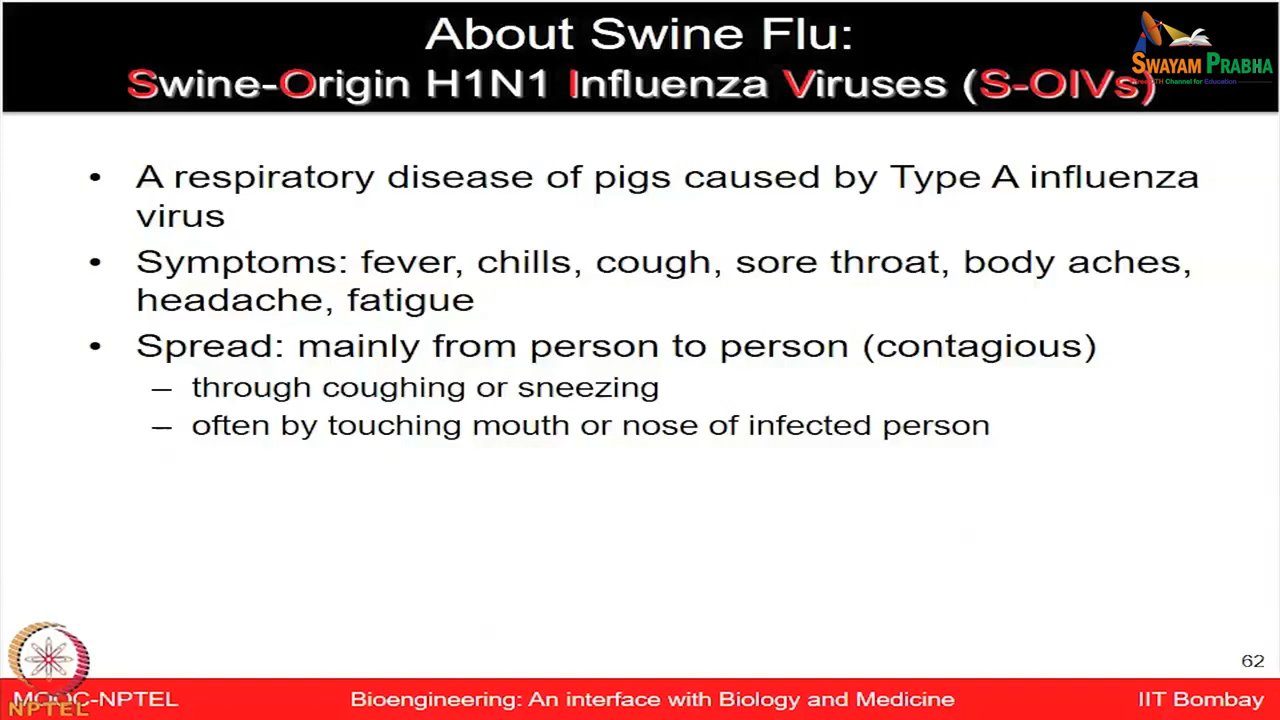 About Swine Flu:
Swine-Origin H1N1 Influenza Viruses (S-OIVs)
SWAYAM PRABHA
• A respiratory disease of pigs caused by Type A influenza
virus
• Symptoms: fever, chills, cough, sore throat, body aches,
headache, fatigue
• Spread: mainly from person to person (contagious)
– through coughing or sneezing
– often by touching mouth or nose of infected person
62
MOOC-NPTEL
NPTEL
Bioengineering: An interface with Biology and Medicine
IIT Bombay